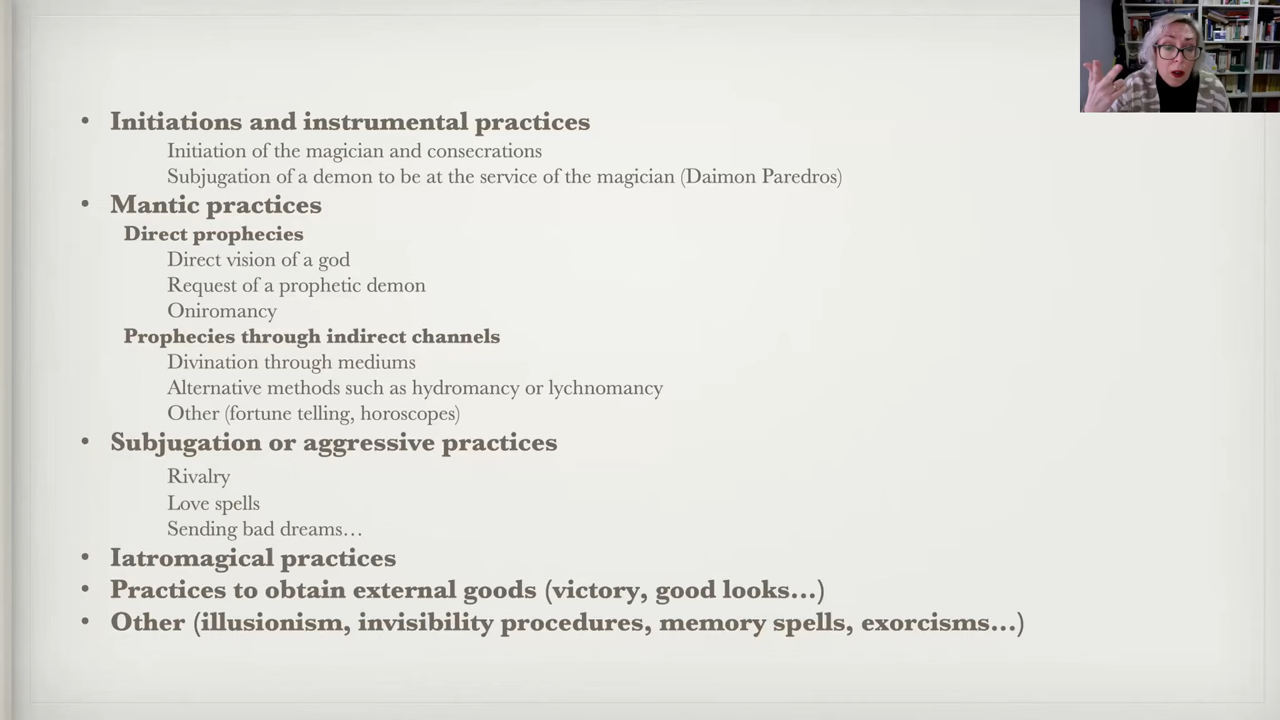 • Initiations and instrumental practices
Initiation of the magician and consecrations
Subjugation of a demon to be at the service of the magician (Daimon Paredros)
• Mantic practices
Direct prophecies
Direct vision of a god
Request of a prophetic demon
Oniromancy
Prophecies through indirect channels
Divination through mediums
Alternative methods such as hydromancy or lychnomancy
Other (fortune telling, horoscopes)
• Subjugation or aggressive practices
Rivalry
Love spells
Sending bad dreams…
• Iatromagical practices
• Practices to obtain external goods (victory, good looks…)
• Other (illusionism, invisibility procedures, memory spells, exorcisms…)